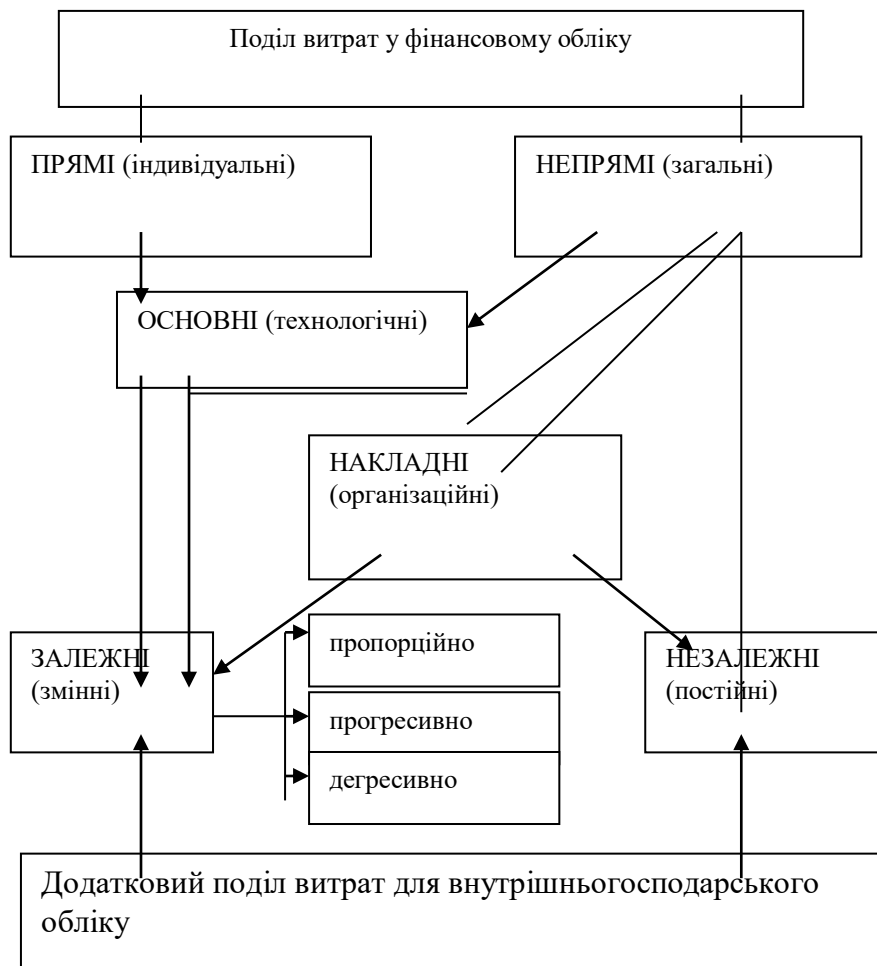 Поділ витрат у фінансовому обліку
ПРЯМІ (індивідуальні)
НЕПРЯМІ (загальні)
ОСНОВНІ (технологічні)
НАКЛАДНІ
(організаційні)
ЗАЛЕЖНІ
(змінні)
пропорційно
прогресивно
дегресивно
НЕЗАЛЕЖНІ
(постійні)
Додатковий поділ витрат для внутрішньогосподарського
обліку